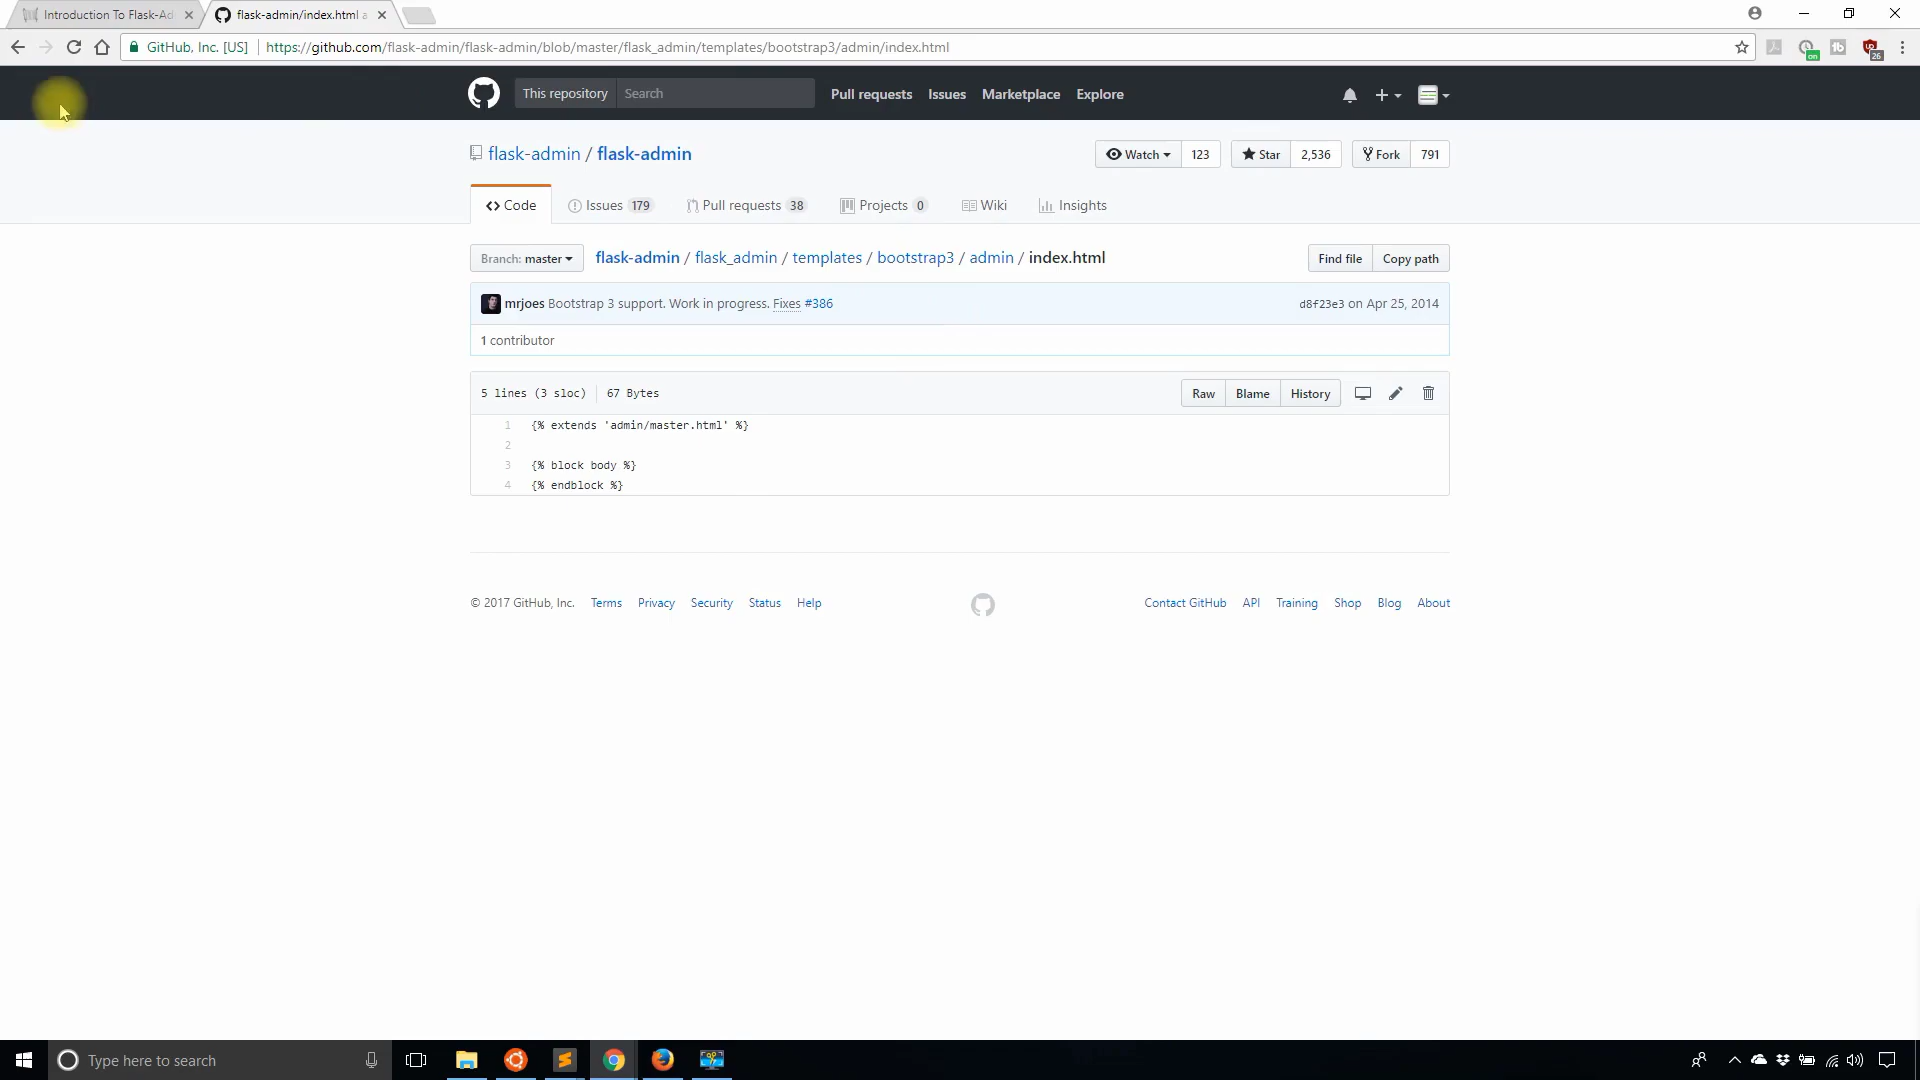 Introduction To Flask-Ad
flask-admin/index.html a
GitHub, Inc. [US]
https://github.com/flask-admin/flask-admin/blob/master/flask_admin/templates/bootstrap3/admin/index.html
on
26
This repository
Search
Pull requests
Issues
Marketplace
Explore
flask-admin / flask-admin
Watch
123
Star
2,536
Fork
791
Code
Issues 179
Pull requests 38
Projects 0
Wiki
Insights
Branch: master
flask-admin / flask_admin / templates / bootstrap3 / admin / index.html
Find file
Copy path
mrjoes Bootstrap 3 support. Work in progress. Fixes #386
d8f23e3 on Apr 25, 2014
1 contributor
5 lines (3 sloc)
67 Bytes
Raw
Blame
History
1 {% extends 'admin/master.html' %}
2
3 {% block body %}
4 {% endblock %}
© 2017 GitHub, Inc.
Terms
Privacy
Security
Status
Help
Contact GitHub
API
Training
Shop
Blog
About
Type here to search